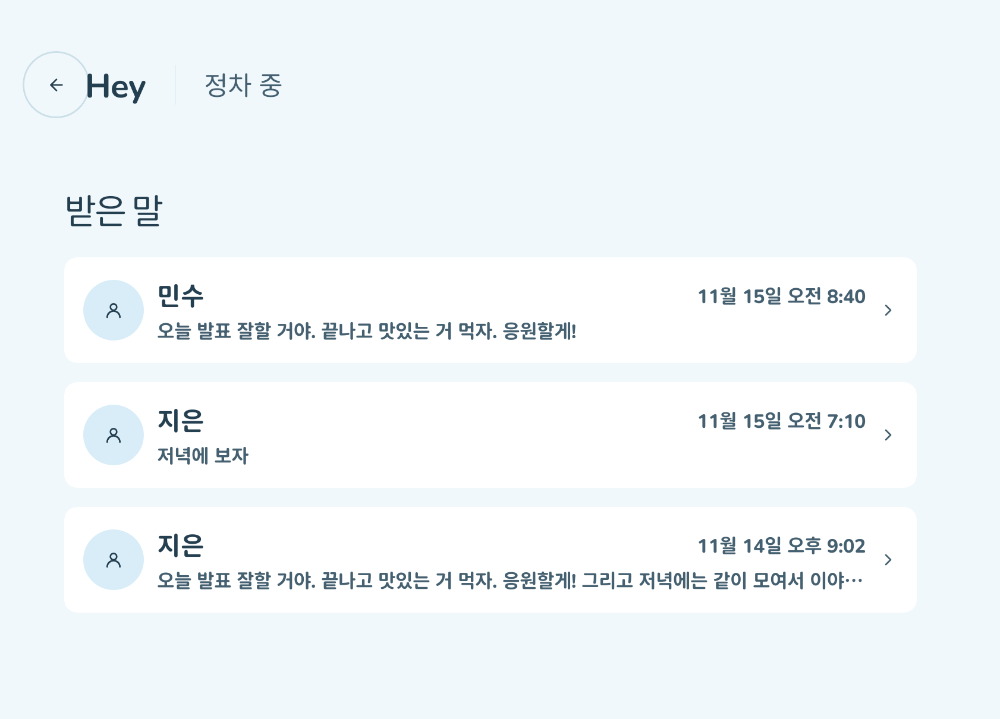 Hey 정차 중
받은 말
민수 11월 15일 오전 8:40
오늘 발표 잘할 거야. 끝나고 맛있는 거 먹자. 응원할게!
지은 11월 15일 오전 7:10
저녁에 보자
지은 11월 14일 오후 9:02
오늘 발표 잘할 거야. 끝나고 맛있는 거 먹자. 응원할게! 그리고 저녁에는 같이 모여서 이야…